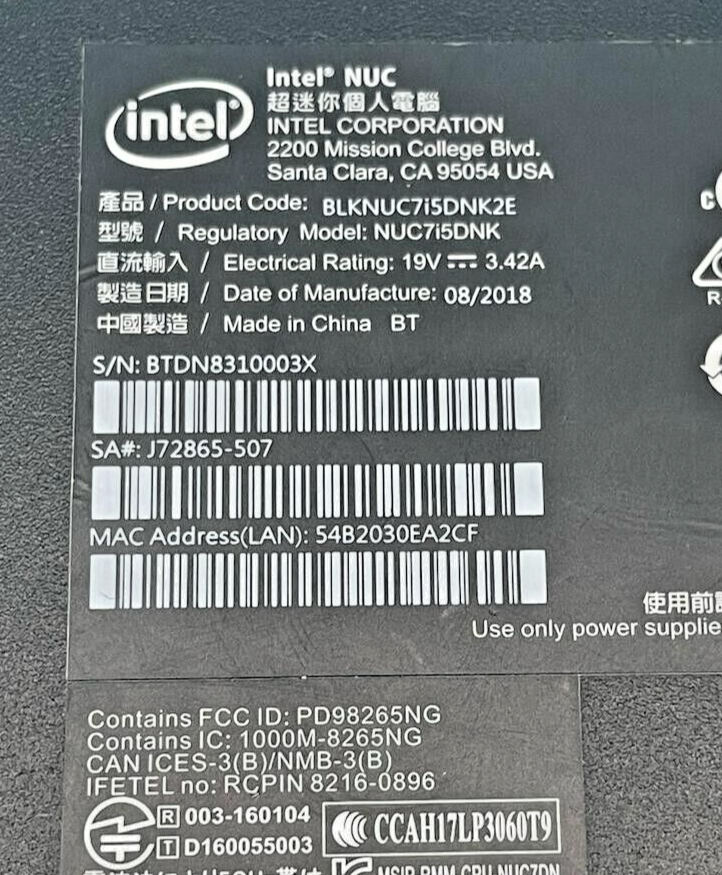 intel®
Intel® NUC
超迷你個人電腦
INTEL CORPORATION
2200 Mission College Blvd.
Santa Clara, CA 95054 USA
產品 / Product Code: BLKNUC7i5DNK2E
型號 / Regulatory Model: NUC7i5DNK
直流輸入 / Electrical Rating: 19V 3.42A
製造日期 / Date of Manufacture: 08/2018
中國製造 / Made in China BT
S/N: BTDN8310003X
SA#: J72865-507
MAC Address(LAN): 54B2030EA2CF
使用前
Use only power supplie
Contains FCC ID: PD98265NG
Contains IC: 1000M-8265NG
CAN ICES-3(B)/NMB-3(B)
IFETEL no: RCPIN 8216-0896
R 003-160104
T D160055003
CCAH17LP3060T9